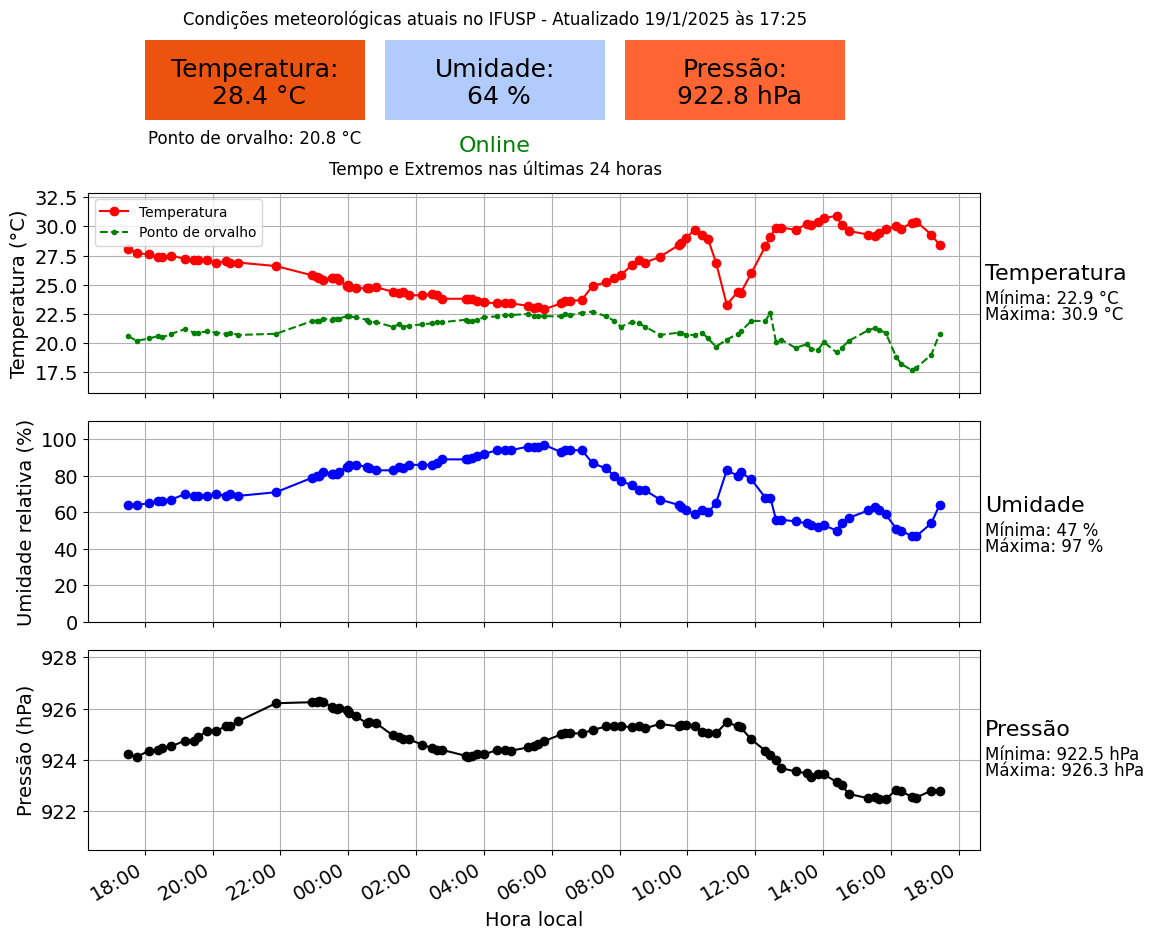 Condições meteorológicas atuais no IFUSP - Atualizado 19/1/2025 às 17:25
Temperatura:
28.4 °C
Umidade:
64 %
Pressão:
922.8 hPa
Ponto de orvalho: 20.8 °C
Online
Tempo e Extremos nas últimas 24 horas
Temperatura (°C)
32.5
30.0
27.5
25.0
22.5
20.0
17.5
Temperatura
Ponto de orvalho
Temperatura
Mínima: 22.9 °C
Máxima: 30.9 °C
Umidade relativa (%)
100
80
60
40
20
0
Umidade
Mínima: 47 %
Máxima: 97 %
Pressão (hPa)
928
926
924
922
Pressão
Mínima: 922.5 hPa
Máxima: 926.3 hPa
18:00 20:00 22:00 00:00 02:00 04:00 06:00 08:00 10:00 12:00 14:00 16:00 18:00
Hora local